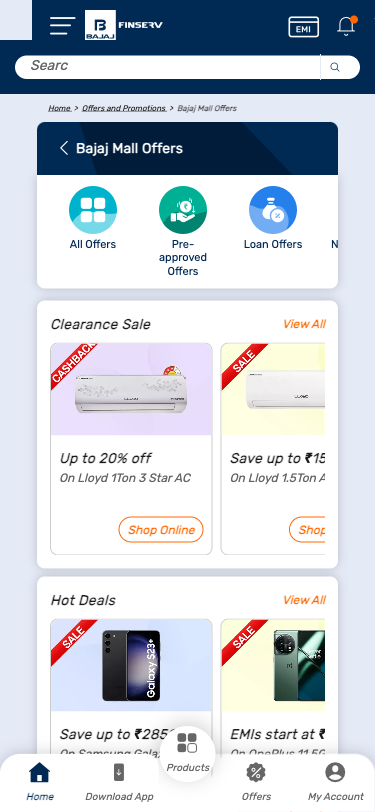 B
BAJAJ
FINSERV
EMI
Searc
Home > Offers and Promotions > Bajaj Mall Offers
Bajaj Mall Offers
All Offers
Pre-
approved
Offers
Loan Offers
N
Clearance Sale
View All
CASHBACK
SALE
Up to 20% off
On Lloyd 1Ton 3 Star AC
Shop Online
Save up to ₹15
On Lloyd 1.5Ton A
Shop
Hot Deals
View All
SALE
Galaxy S23+
SALE
Save up to ₹285
On Samsung Gala
EMIs start at ₹
On OnePlus 11 5G
Home
Download App
Products
Offers
My Account